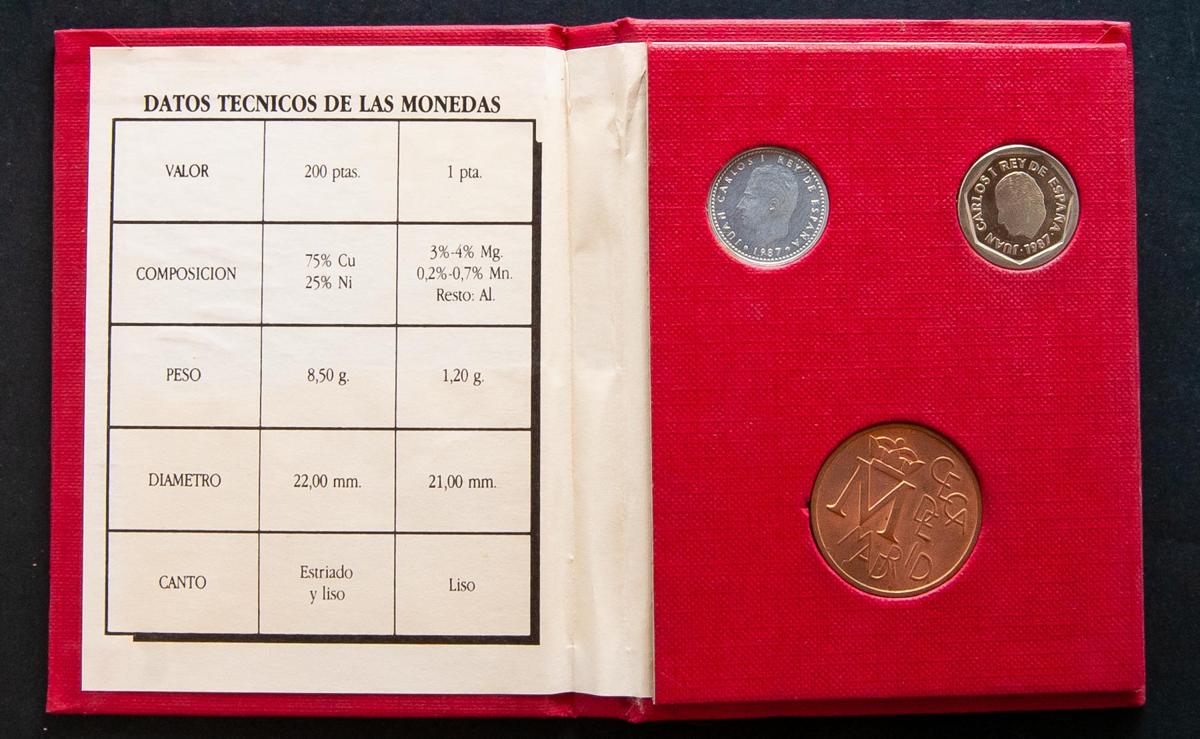 DATOS TECNICOS DE LAS MONEDAS
VALOR 200 ptas. 1 pta.
COMPOSICION
75% Cu
25% Ni
3%-4% Mg.
0,2%-0,7% Mn.
Resto: Al.
PESO 8,50 g. 1,20 g.
DIAMETRO 22,00 mm. 21,00 mm.
CANTO
Estriado
y liso
Liso
JUAN CARLOS I REY DE ESPAÑA
* 1987 *
JUAN CARLOS I REY DE ESPAÑA
· 1987 ·
M
CECA
DE
MADRID